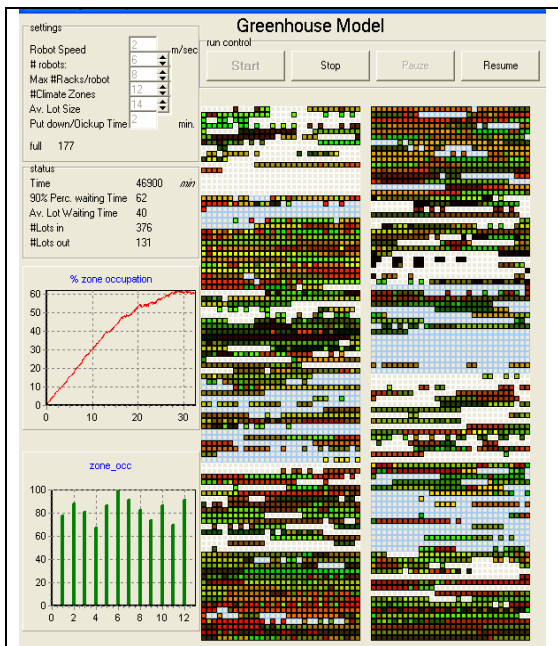 Greenhouse Model
settings
Robot Speed 2 m/sec
# robots: 6
Max #Racks/robot 8
#Climate Zones 12
Av. Lot Size 14
Put down/Dickup Time 2 min.
full 177
run control
Start Stop Pauze Resume
status
Time 46900 min
90% Perc. waiting Time 62
Av. Lot Waiting Time 40
#Lots in 376
#Lots out 131
% zone occupation
60
50
40
30
20
10
0
0 10 20 30
zone_occ
100
80
60
40
20
0
0 2 4 6 8 10 12